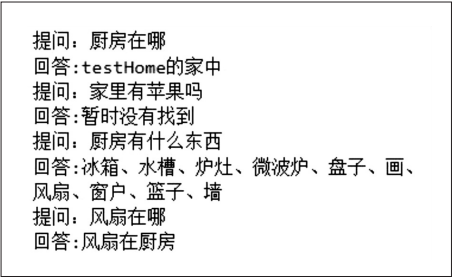 提问：厨房在哪
回答:testHome的家中
提问：家里有苹果吗
回答:暂时没有找到
提问：厨房有什么东西
回答:冰箱、水槽、炉灶、微波炉、盘子、画、
风扇、窗户、篮子、墙
提问：风扇在哪
回答:风扇在厨房